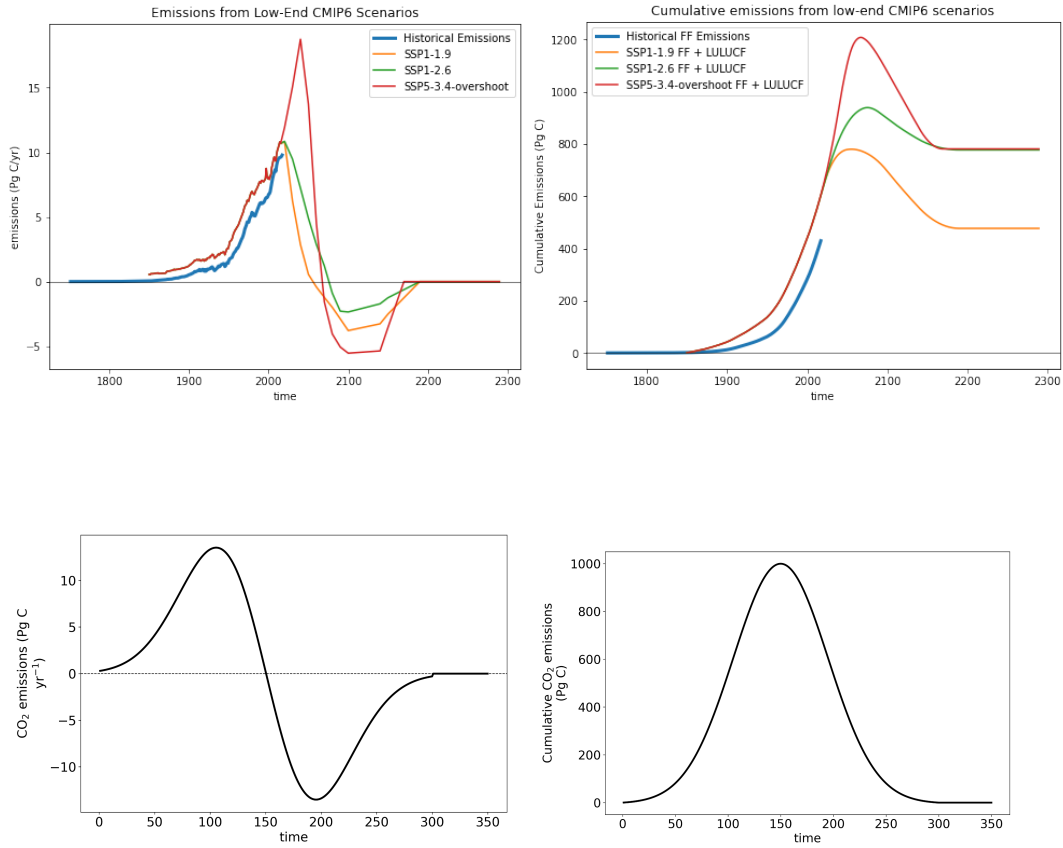 Emissions from Low-End CMIP6 Scenarios
Historical Emissions
SSP1-1.9
SSP1-2.6
SSP5-3.4-overshoot
emissions (Pg C/yr)
15
10
5
0
−5
1800
1900
2000
2100
2200
2300
time
Cumulative emissions from low-end CMIP6 scenarios
Historical FF Emissions
SSP1-1.9 FF + LULUCF
SSP1-2.6 FF + LULUCF
SSP5-3.4-overshoot FF + LULUCF
Cumulative Emissions (Pg C)
1200
1000
800
600
400
200
0
1800
1900
2000
2100
2200
2300
time
CO₂ emissions (Pg C
yr⁻¹)
10
5
0
−5
−10
0
50
100
150
200
250
300
350
time
Cumulative CO₂ emissions
(Pg C)
1000
800
600
400
200
0
0
50
100
150
200
250
300
350
time